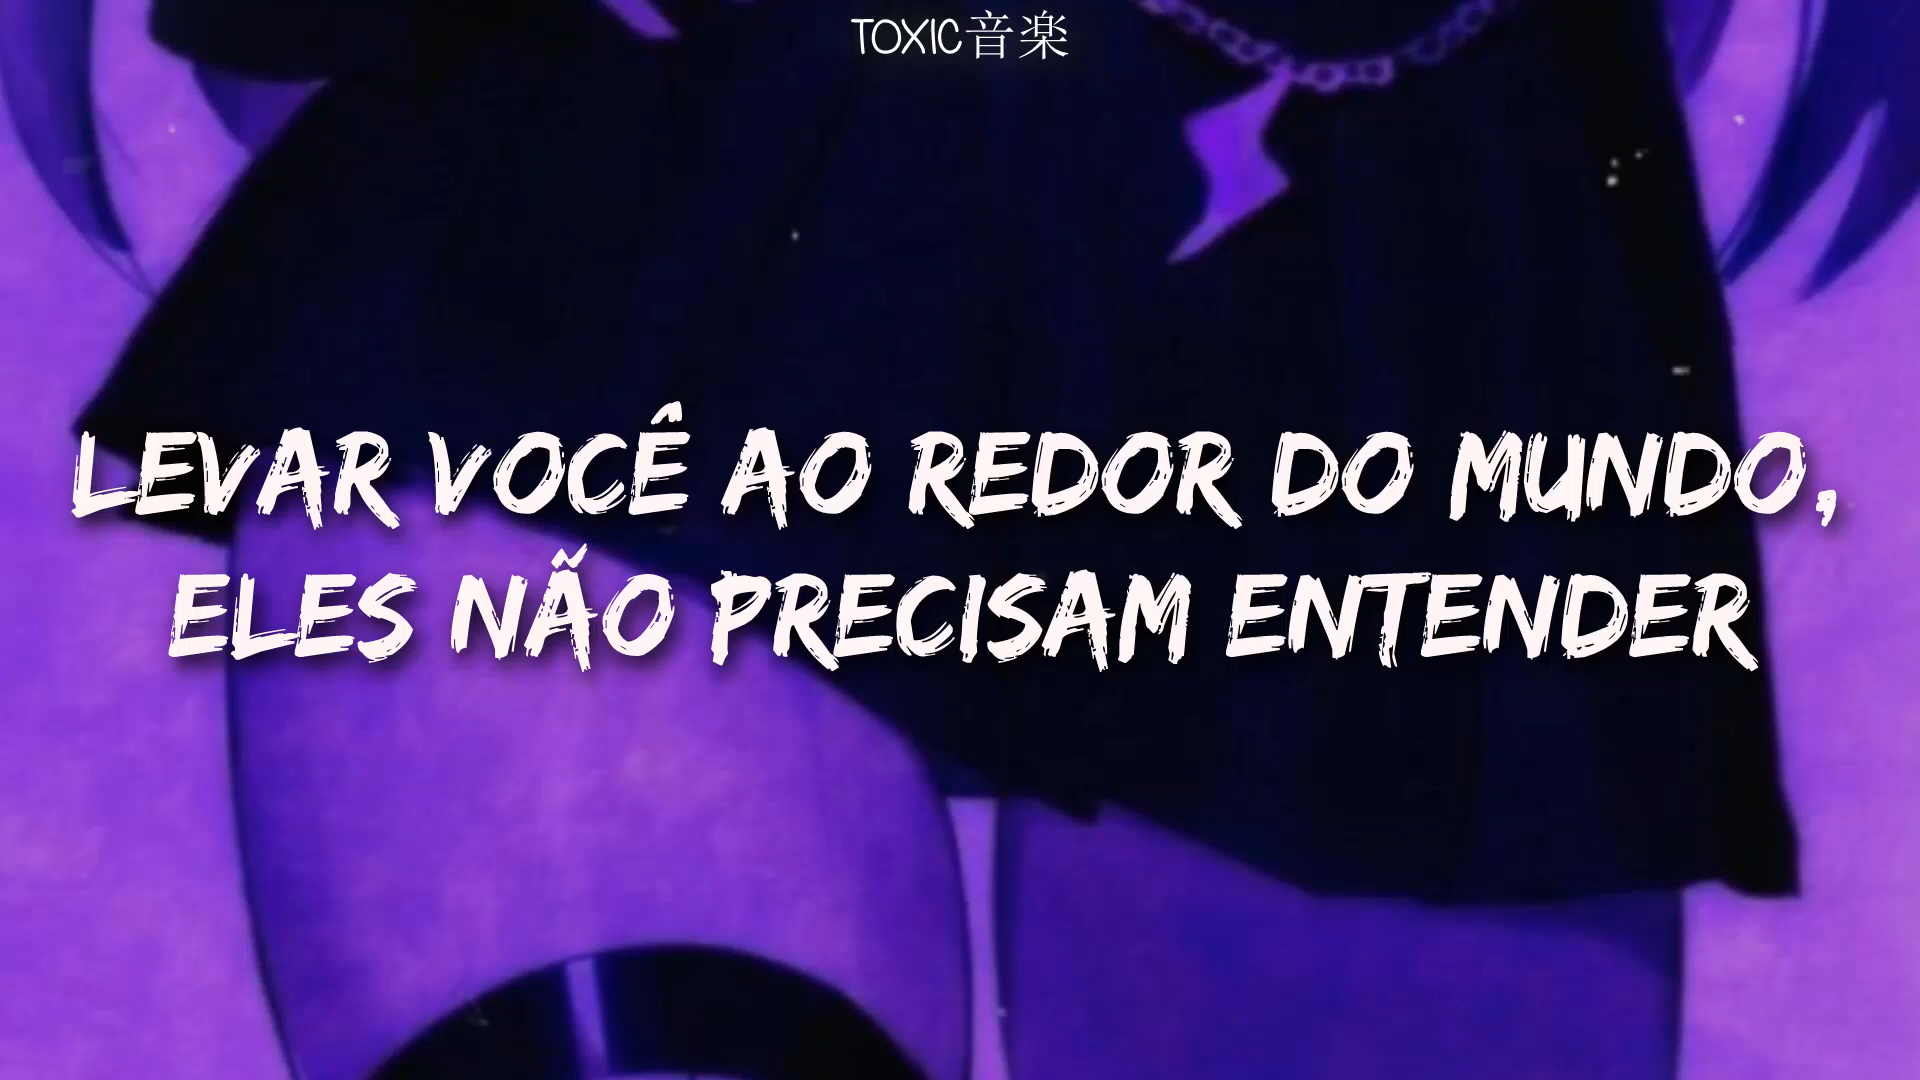 TOXIC音楽
LEVAR VOCÊ AO REDOR DO MUNDO,
ELES NÃO PRECISAM ENTENDER